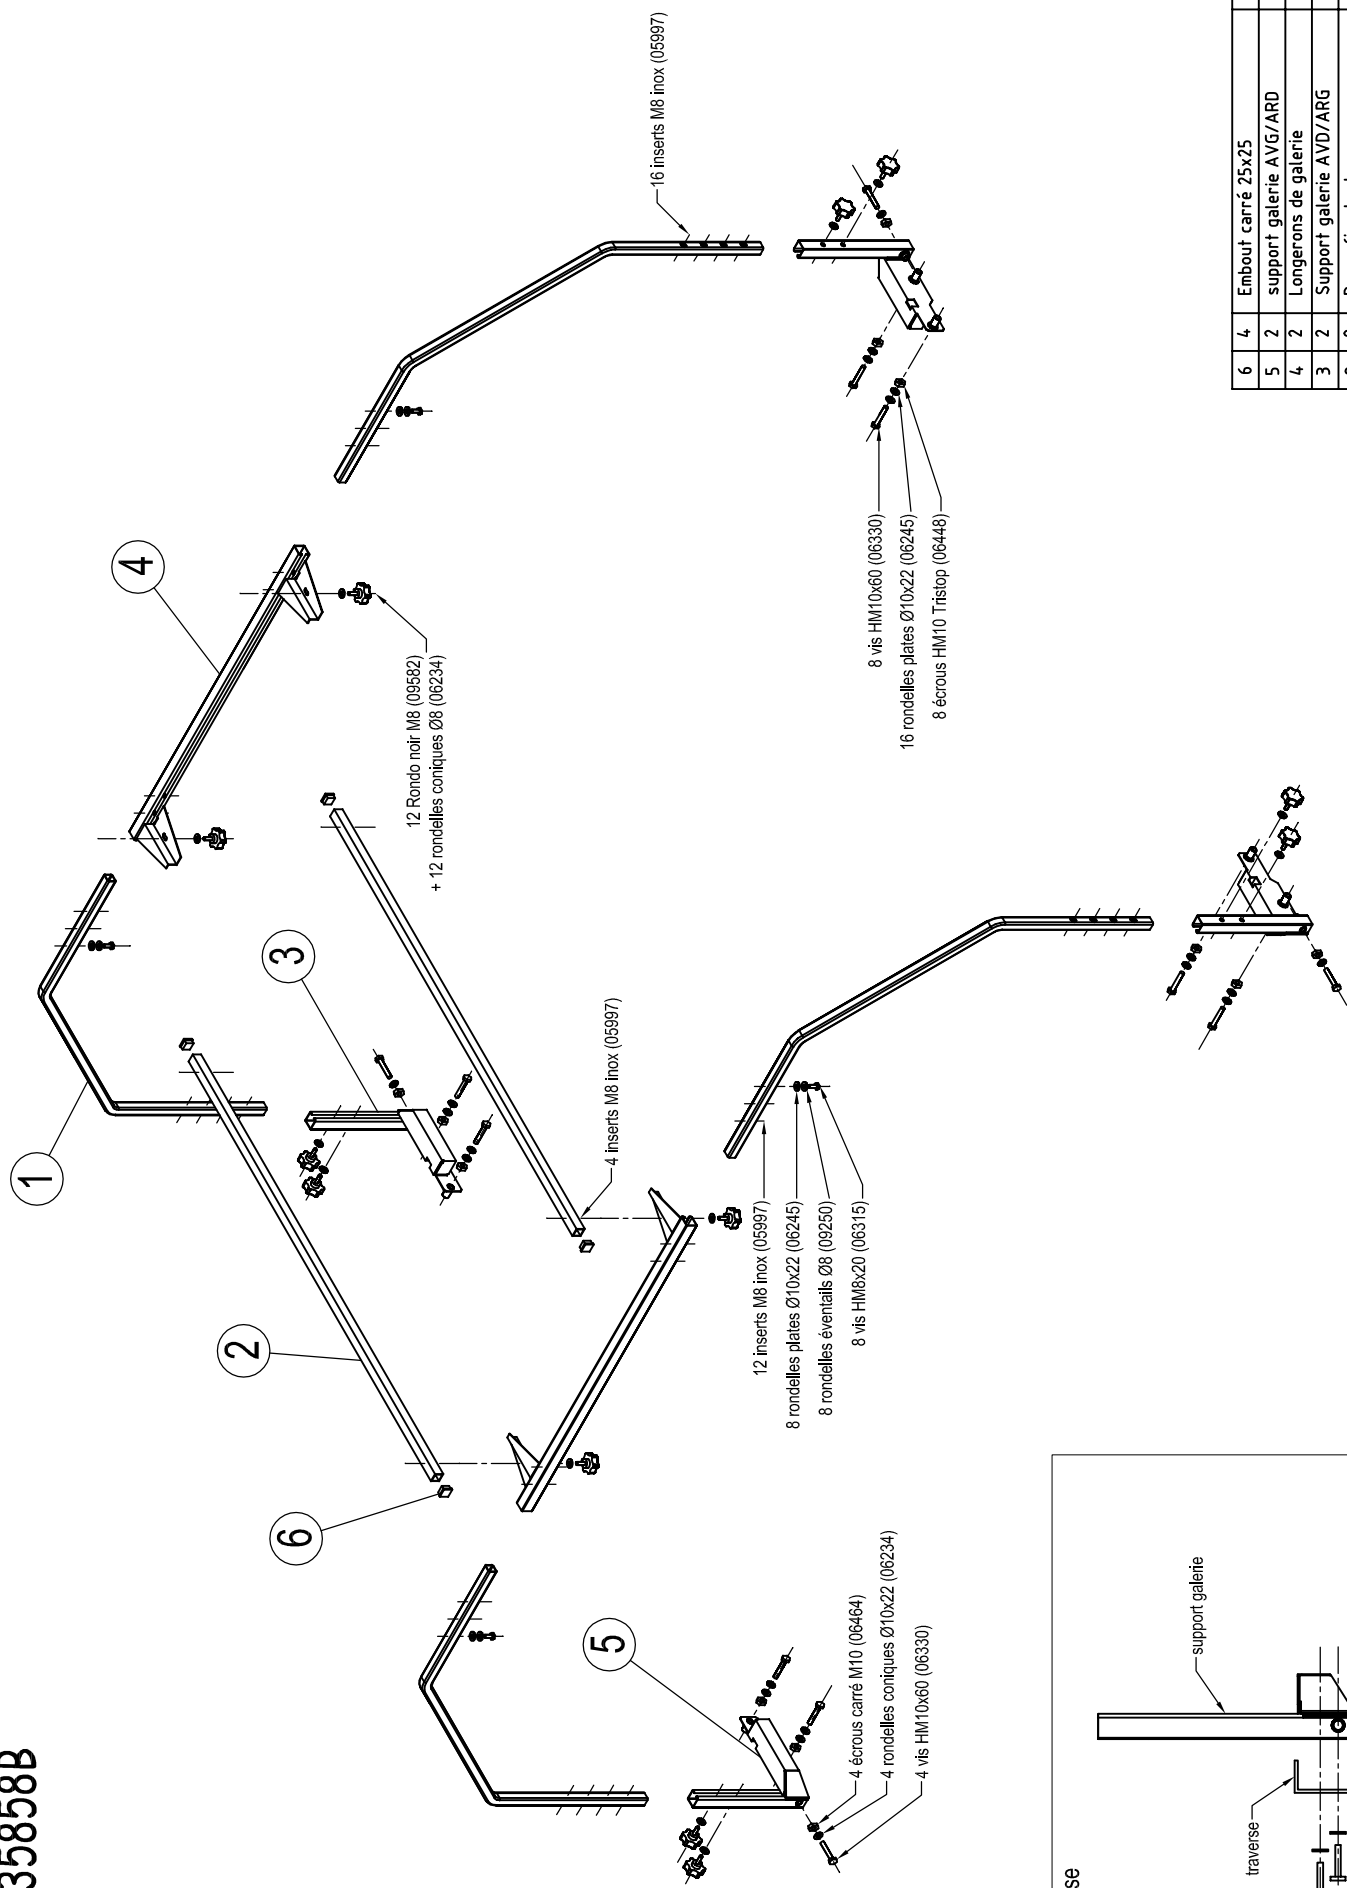 35858B
1
2
3
4
5
6
16 inserts M8 inox (05997)
12 Rondo noir M8 (09582)
+ 12 rondelles coniques Ø8 (06234)
8 vis HM10x60 (06330)
16 rondelles plates Ø10x22 (06245)
8 écrous HM10 Tristop (06448)
4 inserts M8 inox (05997)
12 inserts M8 inox (05997)
8 rondelles plates Ø10x22 (06245)
8 rondelles éventails Ø8 (09250)
8 vis HM8x20 (06315)
4 écrous carré M10 (06464)
4 rondelles coniques Ø10x22 (06234)
4 vis HM10x60 (06330)
support galerie
traverse
se
6 4 Embout carré 25x25
5 2 support galerie AVG/ARD
4 2 Longerons de galerie
3 2 Support galerie AVD/ARG